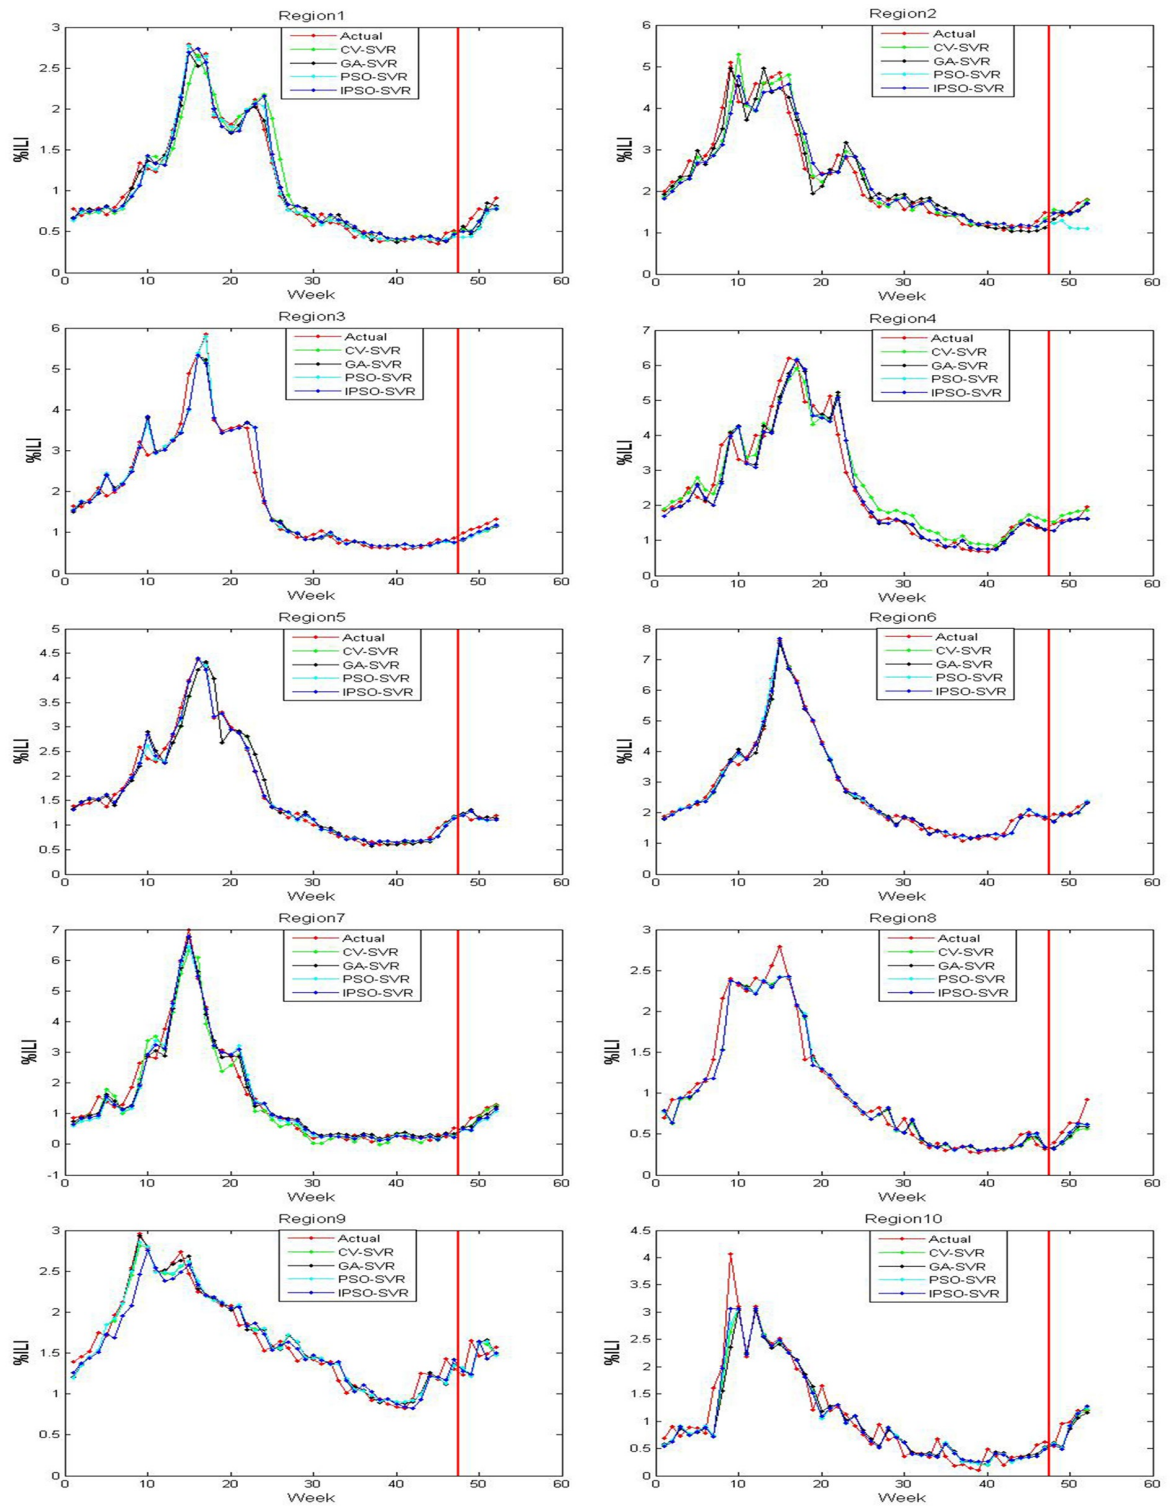 Region1
3
2.5
2
1.5
1
0.5
0
%ILI
Actual
CV-SVR
GA-SVR
PSO-SVR
IPSO-SVR
0 10 20 30 40 50 60
Week
Region2
6
5
4
3
2
1
0
%ILI
Actual
CV-SVR
GA-SVR
PSO-SVR
IPSO-SVR
0 10 20 30 40 50 60
Week
Region3
6
5
4
3
2
1
0
%ILI
Actual
CV-SVR
GA-SVR
PSO-SVR
IPSO-SVR
0 10 20 30 40 50 60
Week
Region4
7
6
5
4
3
2
1
0
%ILI
Actual
CV-SVR
GA-SVR
PSO-SVR
IPSO-SVR
0 10 20 30 40 50 60
Week
Region5
5
4.5
4
3.5
3
2.5
2
1.5
1
0.5
0
%ILI
Actual
CV-SVR
GA-SVR
PSO-SVR
IPSO-SVR
0 10 20 30 40 50 60
Week
Region6
8
7
6
5
4
3
2
1
0
%ILI
Actual
CV-SVR
GA-SVR
PSO-SVR
IPSO-SVR
0 10 20 30 40 50 60
Week
Region7
7
6
5
4
3
2
1
0
-1
%ILI
Actual
CV-SVR
GA-SVR
PSO-SVR
IPSO-SVR
0 10 20 30 40 50 60
Week
Region8
3
2.5
2
1.5
1
0.5
0
%ILI
Actual
CV-SVR
GA-SVR
PSO-SVR
IPSO-SVR
0 10 20 30 40 50 60
Week
Region9
3
2.5
2
1.5
1
0.5
0
%ILI
Actual
CV-SVR
GA-SVR
PSO-SVR
IPSO-SVR
0 10 20 30 40 50 60
Week
Region10
4.5
4
3.5
3
2.5
2
1.5
1
0.5
0
%ILI
Actual
CV-SVR
GA-SVR
PSO-SVR
IPSO-SVR
0 10 20 30 40 50 60
Week